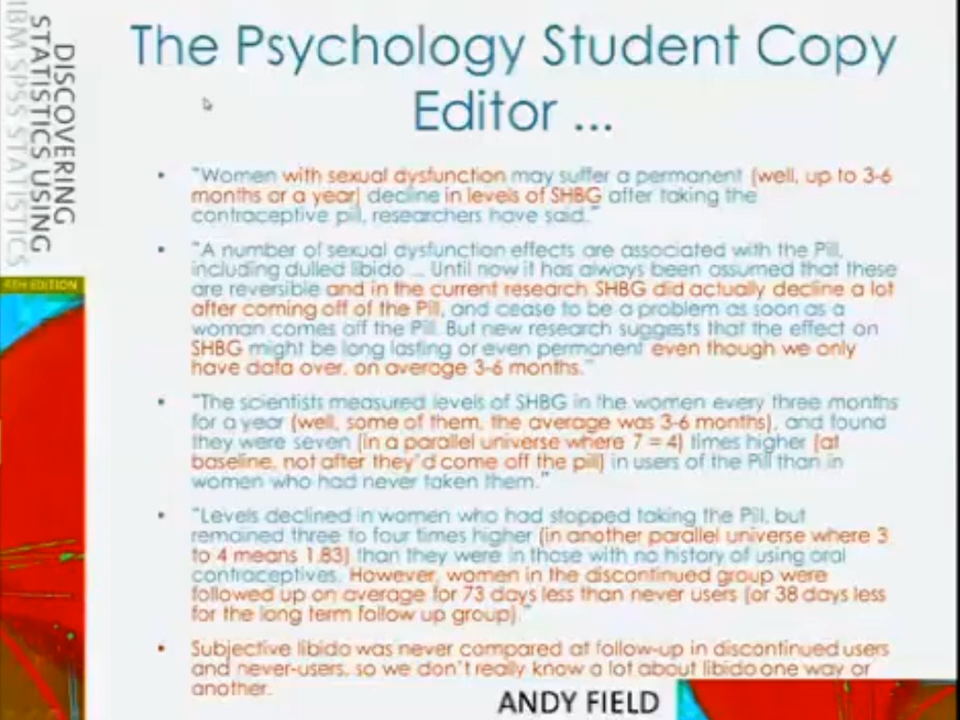 DISCOVERING
STATISTICS USING
IBM SPSS STATISTICS
4TH EDITION
The Psychology Student Copy
Editor ...
• "Women with sexual dysfunction may suffer a permanent (well, up to 3-6
months or a year) decline in levels of SHBG after taking the
contraceptive pill, researchers have said."
• "A number of sexual dysfunction effects are associated with the Pill,
including dulled libido ... Until now it has always been assumed that these
are reversible and in the current research SHBG did actually decline a lot
after coming off of the Pill, and cease to be a problem as soon as a
woman comes off the Pill. But new research suggests that the effect on
SHBG might be long lasting or even permanent even though we only
have data over, on average 3-6 months."
• "The scientists measured levels of SHBG in the women every three months
for a year (well, some of them, the average was 3-6 months), and found
they were seven (in a parallel universe where 7 = 4) times higher (at
baseline, not after they'd come off the pill) in users of the Pill than in
women who had never taken them."
• "Levels declined in women who had stopped taking the Pill, but
remained three to four times higher (in another parallel universe where 3
to 4 means 1.83) than they were in those with no history of using oral
contraceptives. However, women in the discontinued group were
followed up on average for 73 days less than never users (or 38 days less
for the long term follow up group)."
• Subjective libido was never compared at follow-up in discontinued users
and never-users, so we don't really know a lot about libido one way or
another.
ANDY FIELD